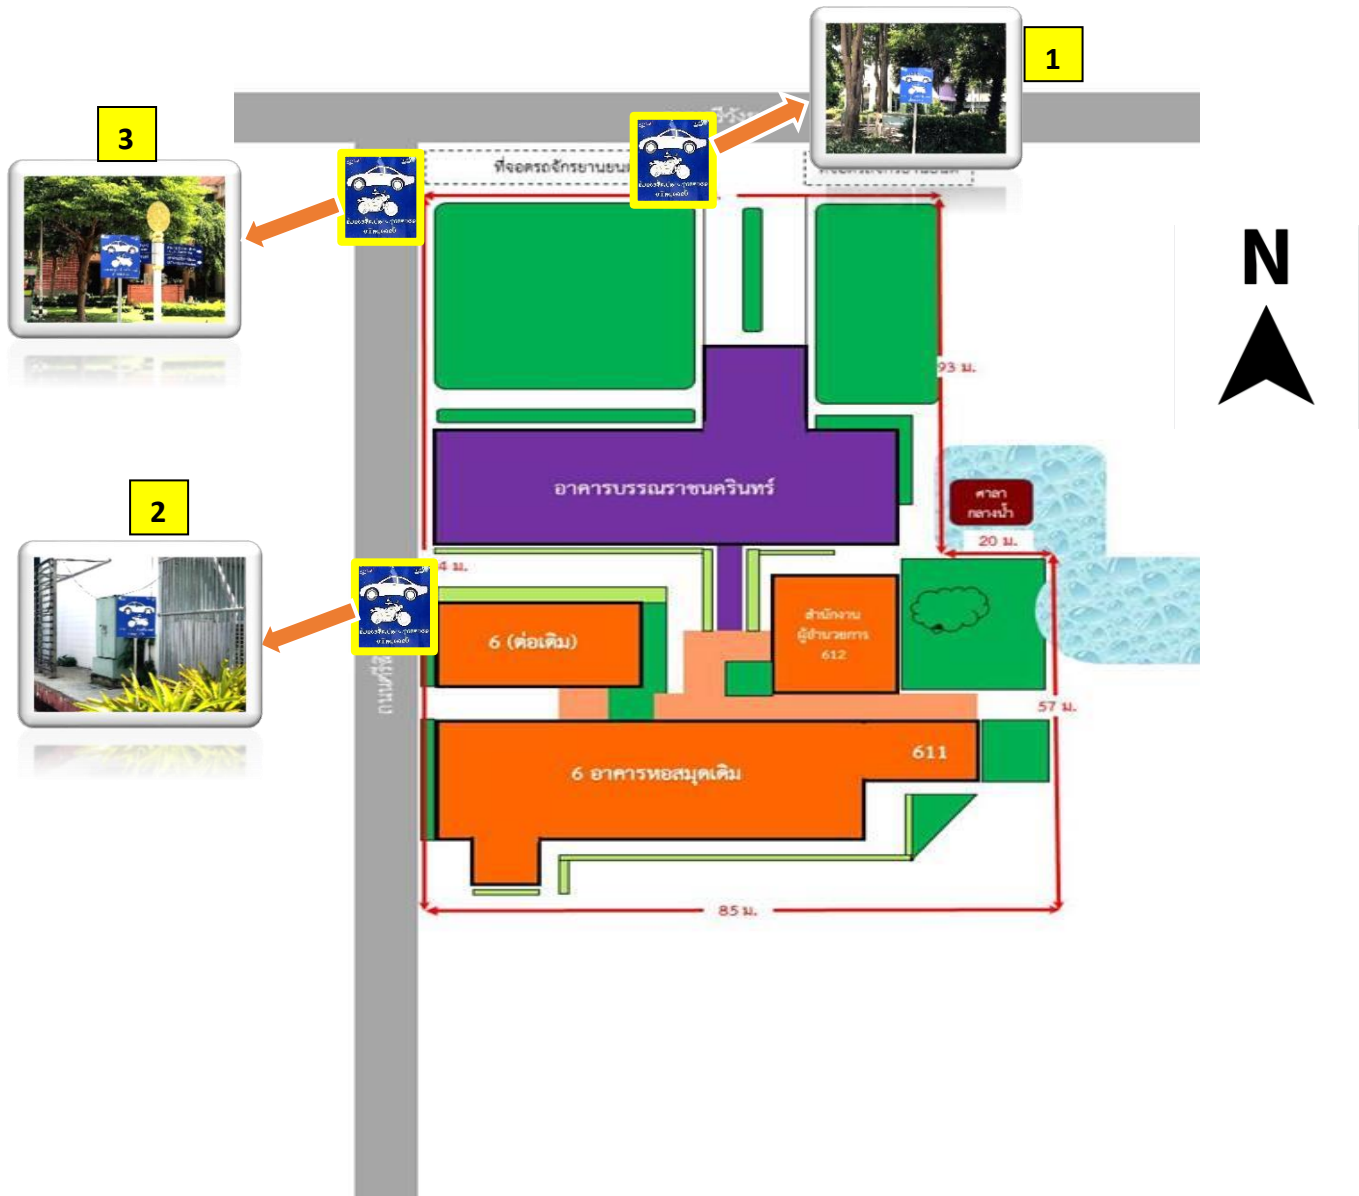 1
3
ที่จอดรถจักรยานยน
N
93 ม.
อาคารบรรณราชนครินทร์
ศาลา
กลางน้ำ
20 ม.
2
4 ม.
6 (ต่อเติม)
สำนักงาน
ผู้อำนวยการ
612
57 ม.
611
6 อาคารหอสมุดเดิม
85 ม.